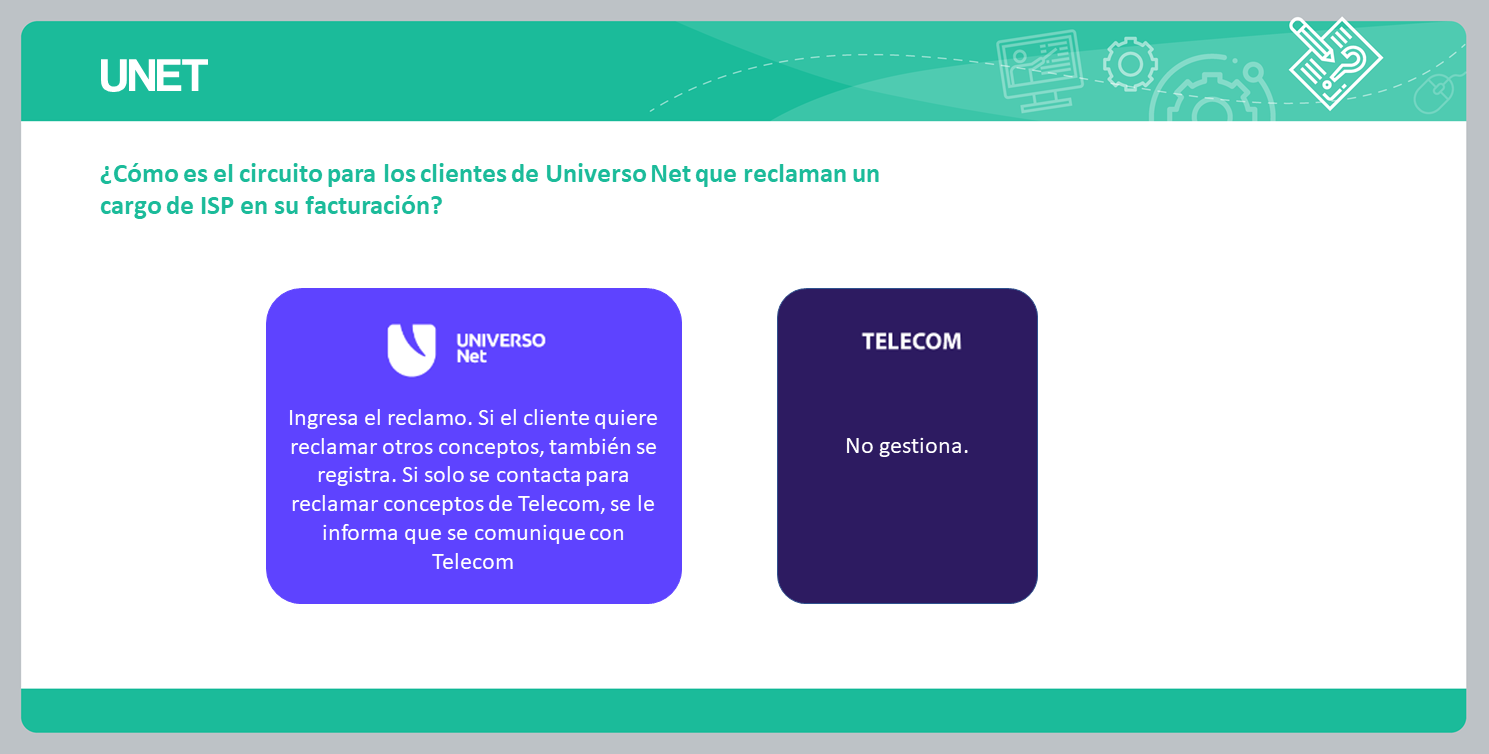 UNET
¿Cómo es el circuito para los clientes de Universo Net que reclaman un
cargo de ISP en su facturación?
UNIVERSO
Net
Ingresa el reclamo. Si el cliente quiere
reclamar otros conceptos, también se
registra. Si solo se contacta para
reclamar conceptos de Telecom, se le
informa que se comunique con
Telecom
TELECOM
No gestiona.